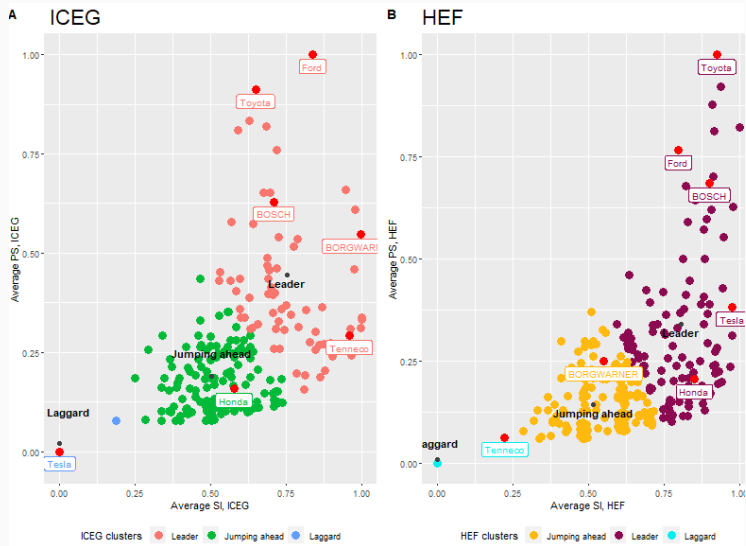 A ICEG
1.00
0.75
0.50
0.25
0.00
Average PS, ICEG
Ford
Toyota
BOSCH
BORGWARN
Leader
Tenneco
Jumping ahead
Honda
Laggard
Tesla
0.00 0.25 0.50 0.75 1.00
Average SI, ICEG
ICEG clusters Leader Jumping ahead Laggard
B HEF
1.00
0.75
0.50
0.25
0.00
Average PS, HEF
Toyota
Ford
BOSCH
Tesla
Leader
BORGWARNER
Honda
Jumping ahead
Tenneco
aggard
0.00 0.25 0.50 0.75 1.00
Average SI, HEF
HEF clusters Jumping ahead Leader Laggard